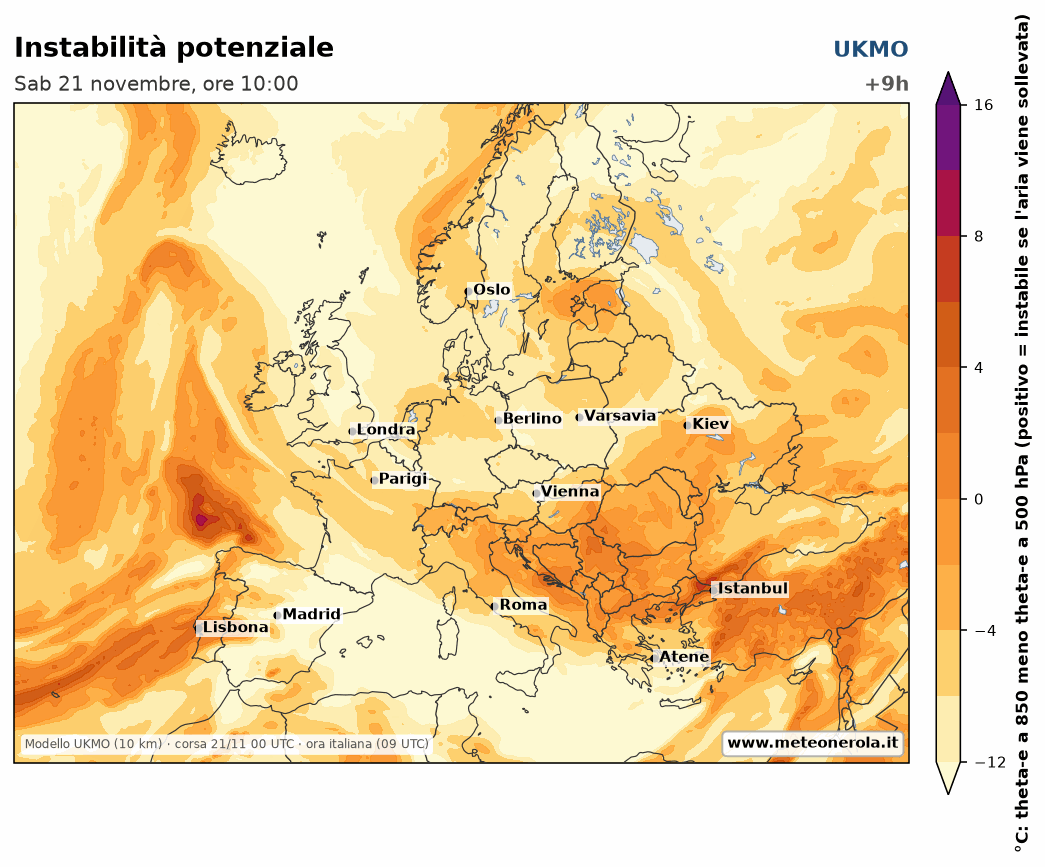 Instabilità potenziale
UKMO
Sab 21 novembre, ore 10:00
+9h
16
8
4
0
−4
−12
°C: theta-e a 850 meno theta-e a 500 hPa (positivo = instabile se l'aria viene sollevata)
Oslo
Londra
Berlino
Varsavia
Kiev
Parigi
Vienna
Istanbul
Roma
Madrid
Lisbona
Atene
Modello UKMO (10 km) · corsa 21/11 00 UTC · ora italiana (09 UTC)
www.meteonerola.it